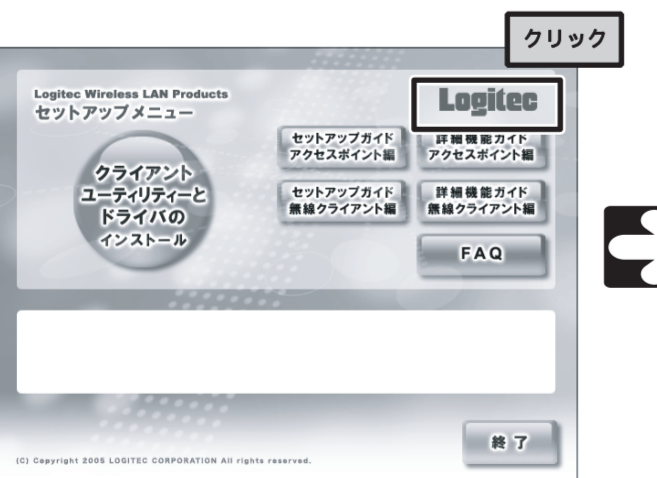 クリック
Logitec Wireless LAN Products
セットアップメニュー
Logitec
クライアント
ユーティリティーと
ドライバの
インストール
セットアップガイド
アクセスポイント編
詳細機能ガイド
アクセスポイント編
セットアップガイド
無線クライアント編
詳細機能ガイド
無線クライアント編
FAQ
終了
(C) Copyright 2005 LOGITEC CORPORATION All rights reserved.